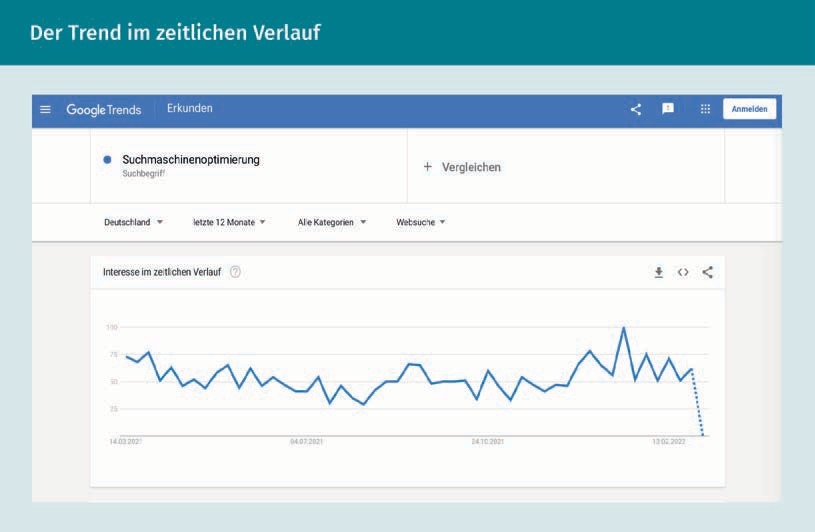 Der Trend im zeitlichen Verlauf
Google Trends Erkunden Anmelden
Suchmaschinenoptimierung
Suchbegriff
+ Vergleichen
Deutschland letzte 12 Monate Alle Kategorien Websuche
Interesse im zeitlichen Verlauf ?
100
75
50
25
14.03.2021 04.07.2021 24.10.2021 13.02.2022